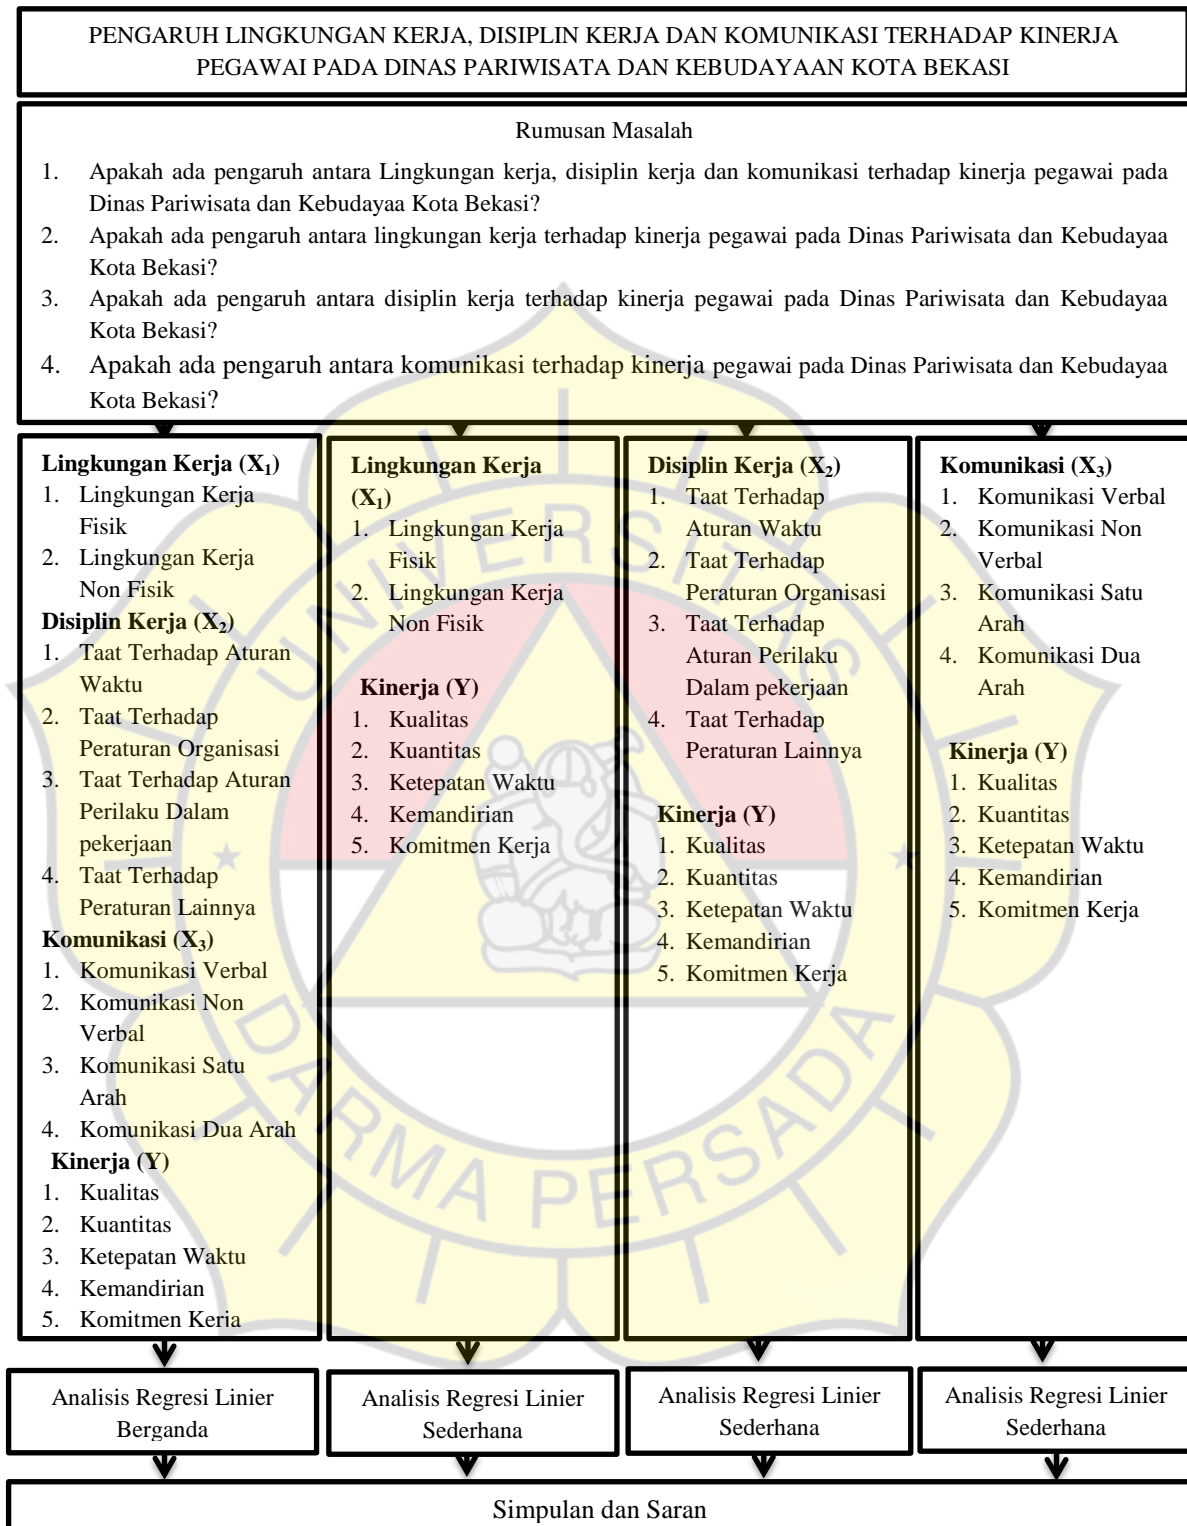 PENGARUH LINGKUNGAN KERJA, DISIPLIN KERJA DAN KOMUNIKASI TERHADAP KINERJA
PEGAWAI PADA DINAS PARIWISATA DAN KEBUDAYAAN KOTA BEKASI
Rumusan Masalah
1. Apakah ada pengaruh antara Lingkungan kerja, disiplin kerja dan komunikasi terhadap kinerja pegawai pada
Dinas Pariwisata dan Kebudayaa Kota Bekasi?
2. Apakah ada pengaruh antara lingkungan kerja terhadap kinerja pegawai pada Dinas Pariwisata dan Kebudayaa
Kota Bekasi?
3. Apakah ada pengaruh antara disiplin kerja terhadap kinerja pegawai pada Dinas Pariwisata dan Kebudayaa
Kota Bekasi?
4. Apakah ada pengaruh antara komunikasi terhadap kinerja pegawai pada Dinas Pariwisata dan Kebudayaa
Kota Bekasi?
Lingkungan Kerja (X₁)
1. Lingkungan Kerja
Fisik
2. Lingkungan Kerja
Non Fisik
Disiplin Kerja (X₂)
1. Taat Terhadap Aturan
Waktu
2. Taat Terhadap
Peraturan Organisasi
3. Taat Terhadap Aturan
Perilaku Dalam
pekerjaan
4. Taat Terhadap
Peraturan Lainnya
Komunikasi (X₃)
1. Komunikasi Verbal
2. Komunikasi Non
Verbal
3. Komunikasi Satu
Arah
4. Komunikasi Dua Arah
Kinerja (Y)
1. Kualitas
2. Kuantitas
3. Ketepatan Waktu
4. Kemandirian
5. Komitmen Kerja
Lingkungan Kerja
(X₁)
1. Lingkungan Kerja
Fisik
2. Lingkungan Kerja
Non Fisik
Kinerja (Y)
1. Kualitas
2. Kuantitas
3. Ketepatan Waktu
4. Kemandirian
5. Komitmen Kerja
Disiplin Kerja (X₂)
1. Taat Terhadap
Aturan Waktu
2. Taat Terhadap
Peraturan Organisasi
3. Taat Terhadap
Aturan Perilaku
Dalam pekerjaan
4. Taat Terhadap
Peraturan Lainnya
Kinerja (Y)
1. Kualitas
2. Kuantitas
3. Ketepatan Waktu
4. Kemandirian
5. Komitmen Kerja
Komunikasi (X₃)
1. Komunikasi Verbal
2. Komunikasi Non
Verbal
3. Komunikasi Satu
Arah
4. Komunikasi Dua
Arah
Kinerja (Y)
1. Kualitas
2. Kuantitas
3. Ketepatan Waktu
4. Kemandirian
5. Komitmen Kerja
UNIVERSITAS
DARMA PERSADA
Analisis Regresi Linier
Berganda
Analisis Regresi Linier
Sederhana
Analisis Regresi Linier
Sederhana
Analisis Regresi Linier
Sederhana
Simpulan dan Saran